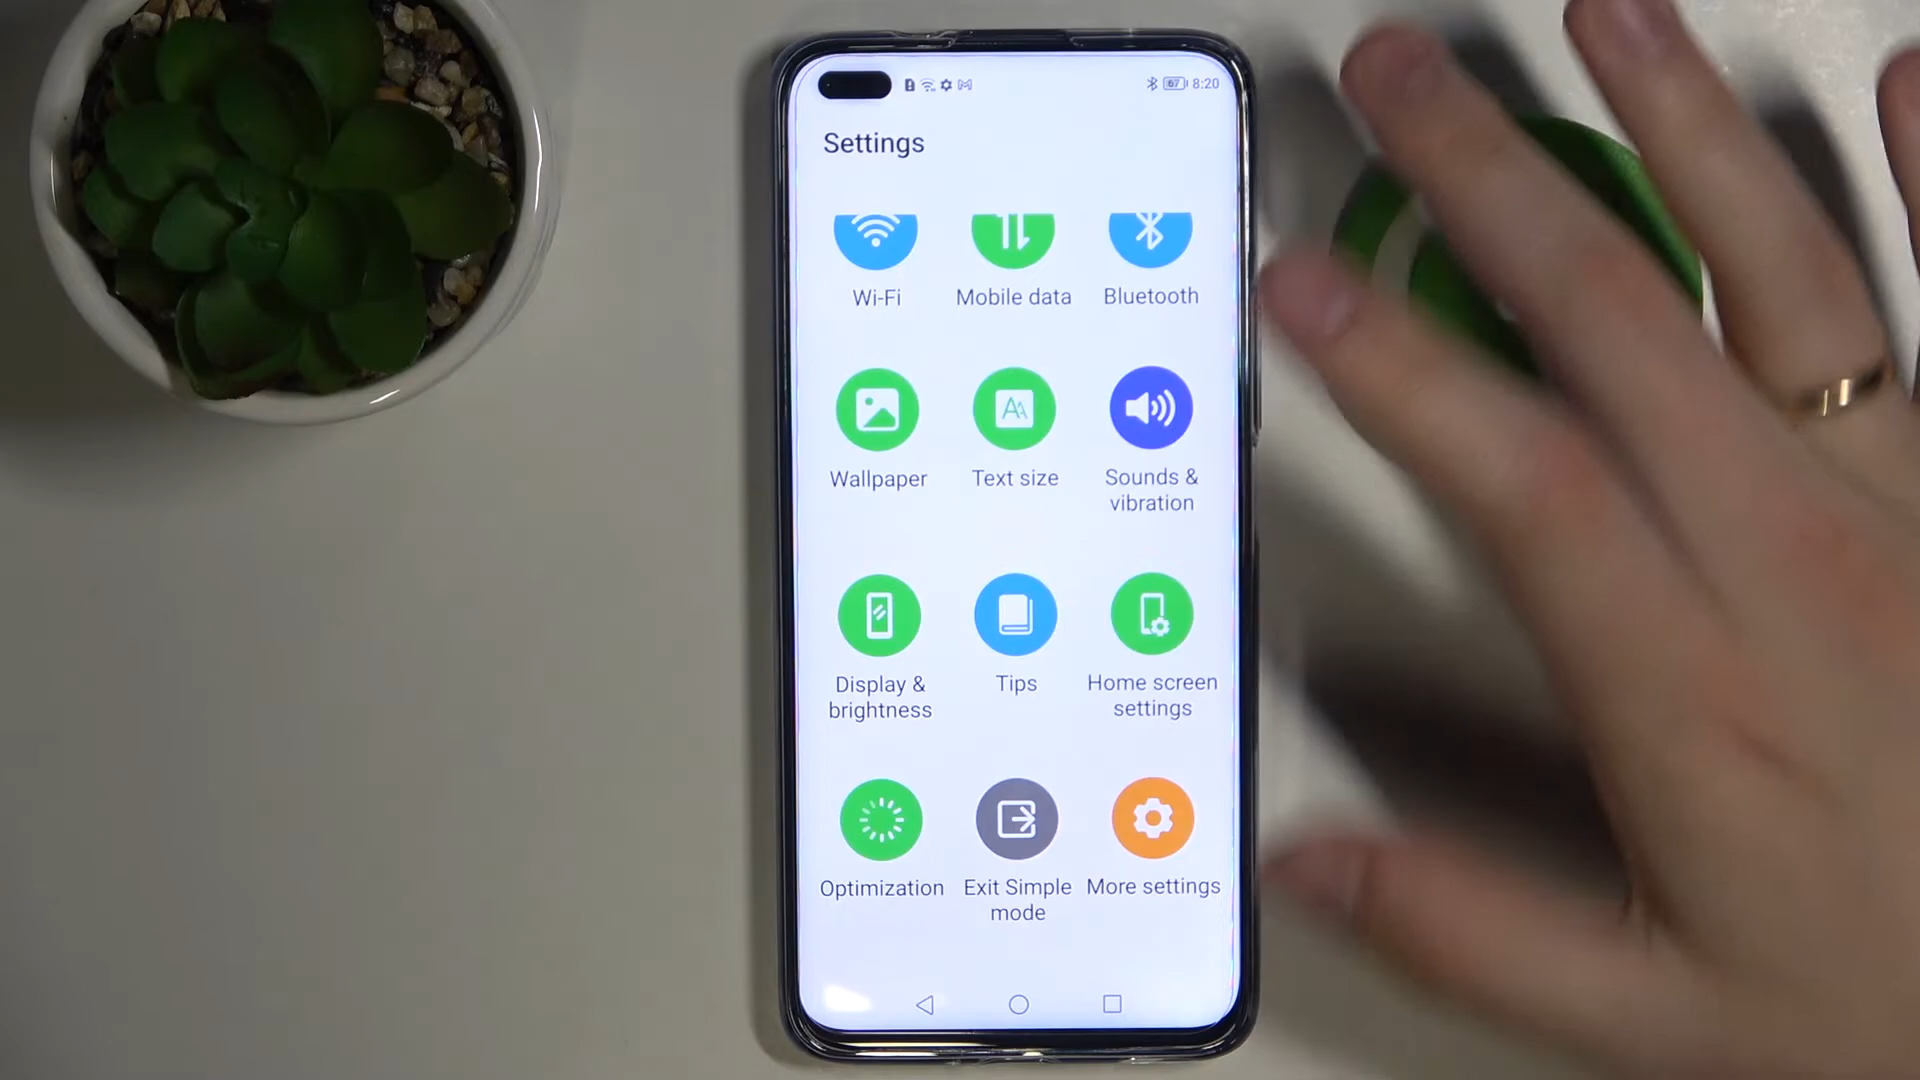 67 8:20
Settings
Wi-Fi Mobile data Bluetooth
Wallpaper Text size Sounds &
vibration
Display &
brightness
Tips
Home screen
settings
Optimization Exit Simple
mode
More settings